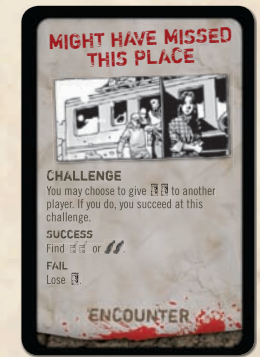 MIGHT HAVE MISSED
THIS PLACE
CHALLENGE
You may choose to give to another
player. If you do, you succeed at this
challenge.
SUCCESS
Find or .
FAIL
Lose .
ENCOUNTER